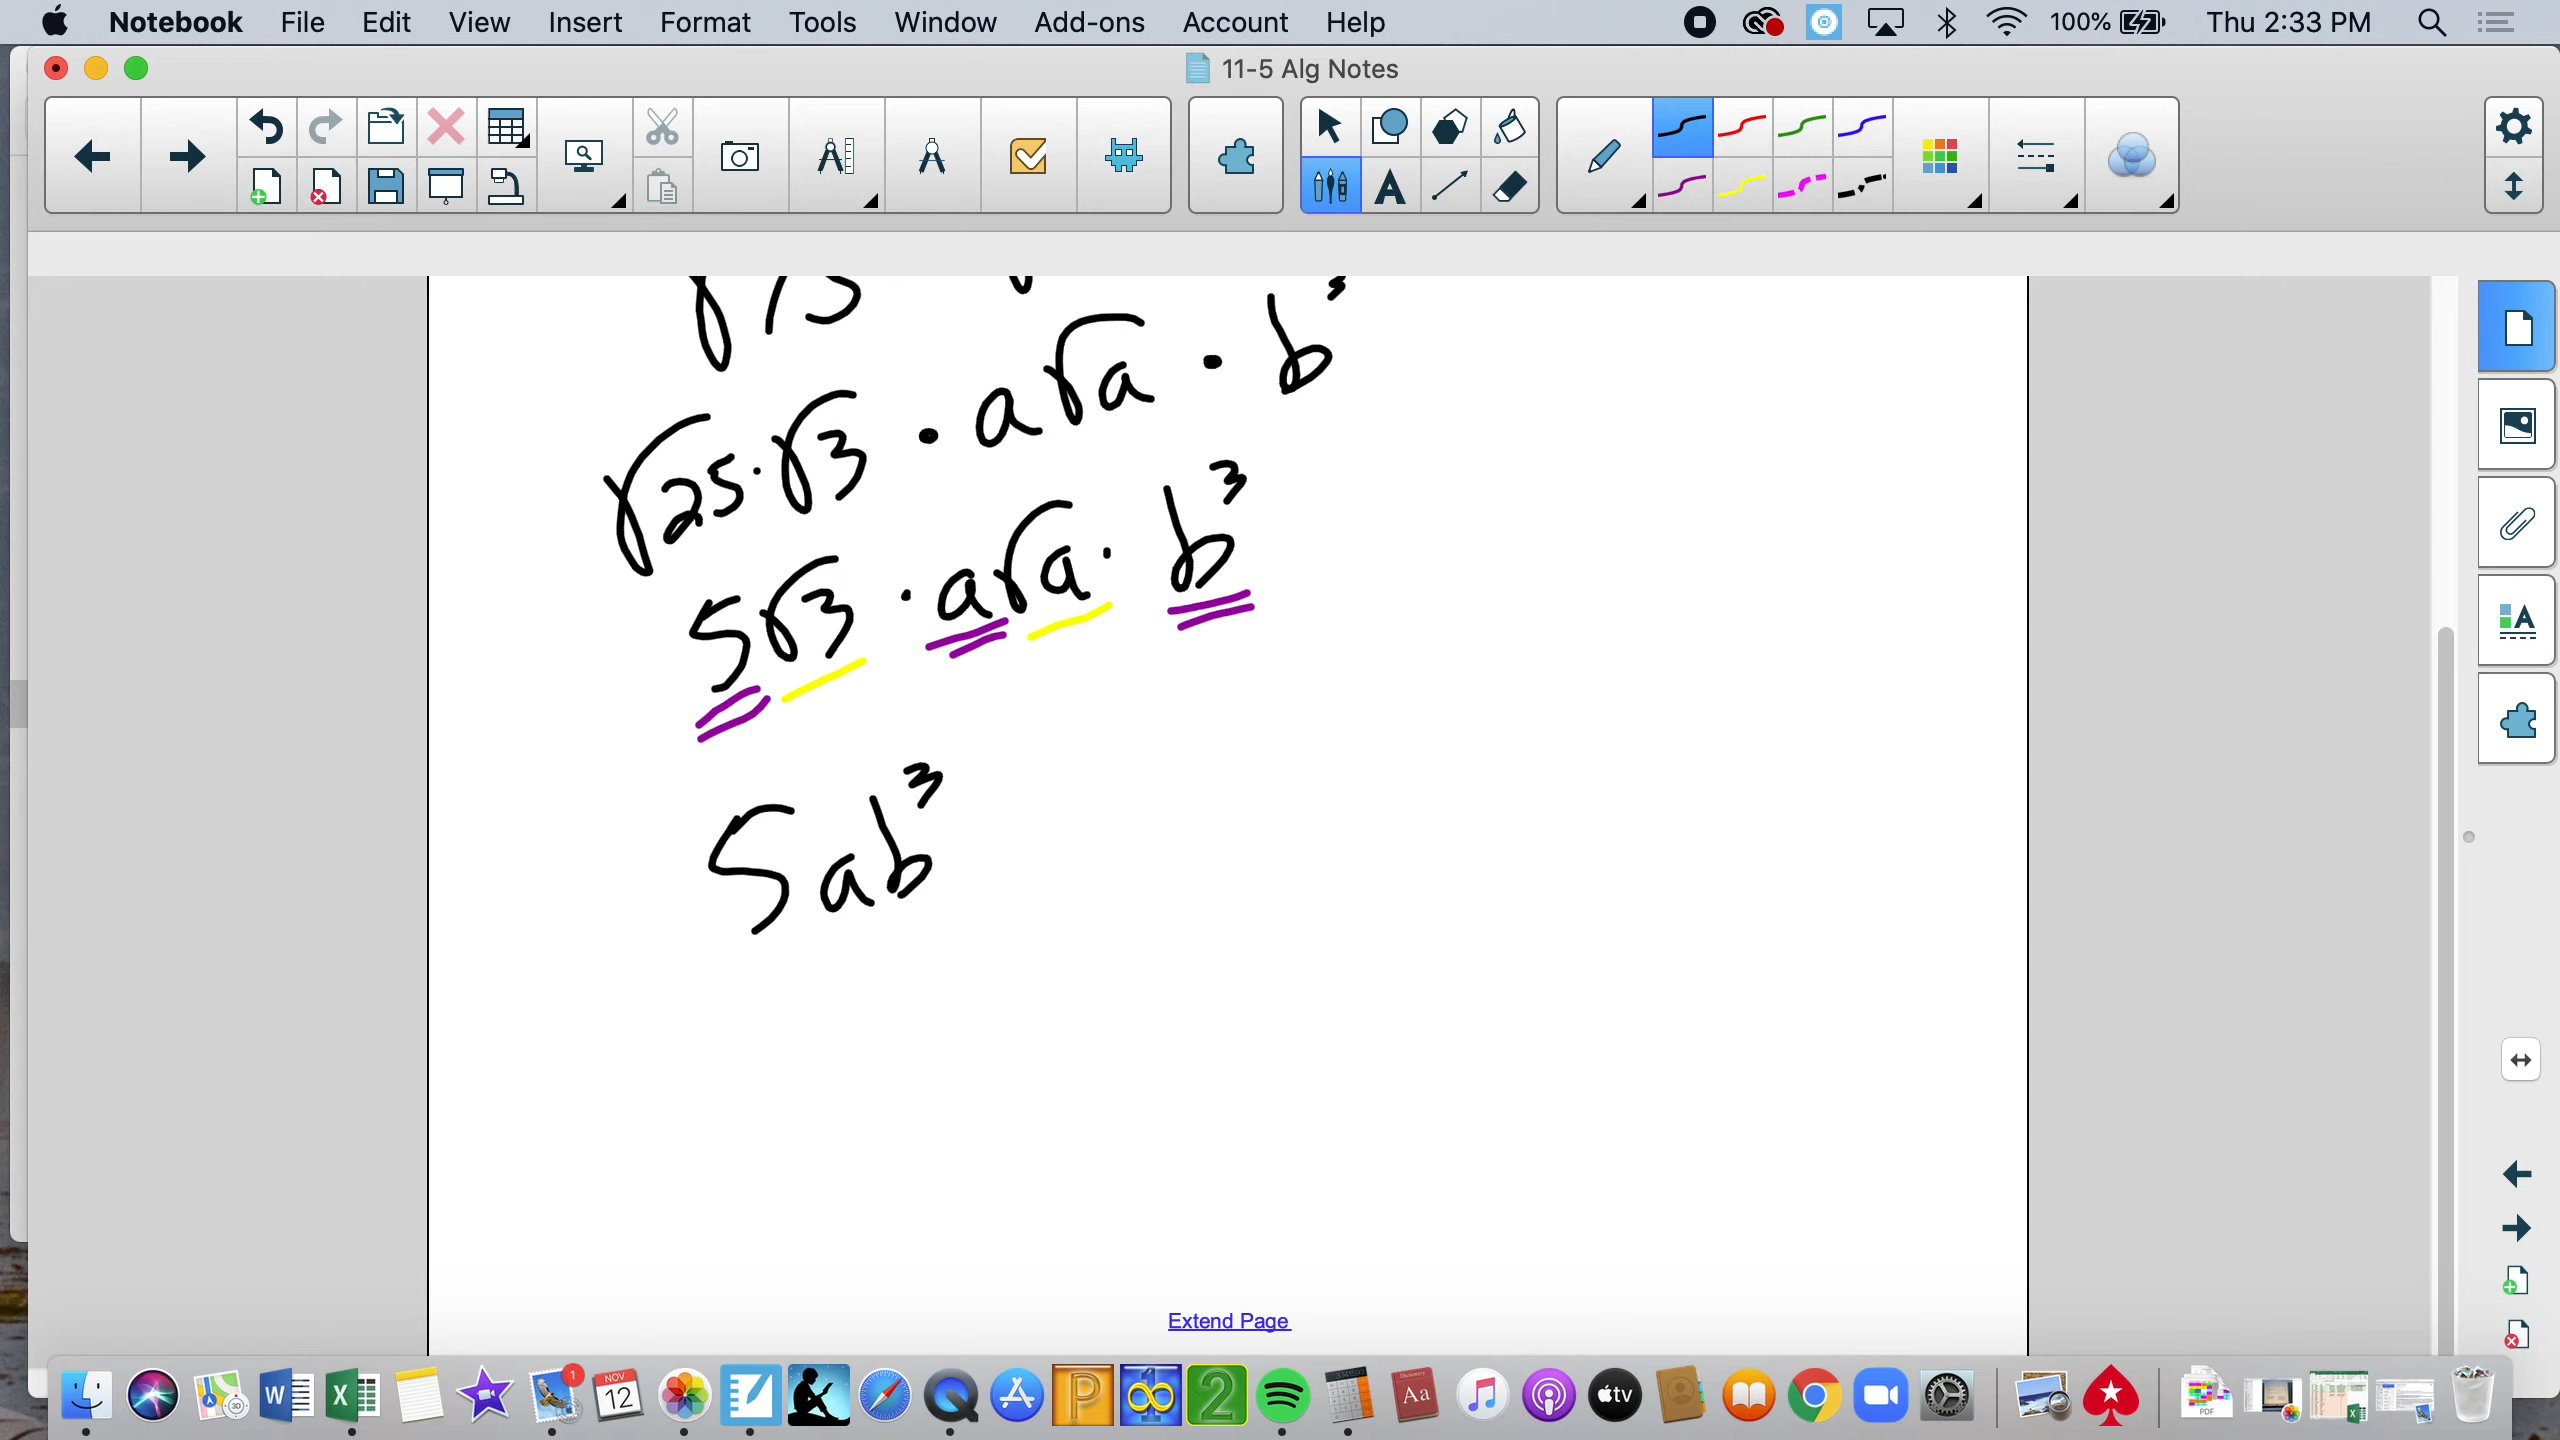 Notebook File Edit View Insert Format Tools Window Add-ons Account Help 100% Thu 2:33 PM
11-5 Alg Notes
√75
√25 · √3 · a√a · b³
5√3 · a√a · b³
5ab³
Extend Page